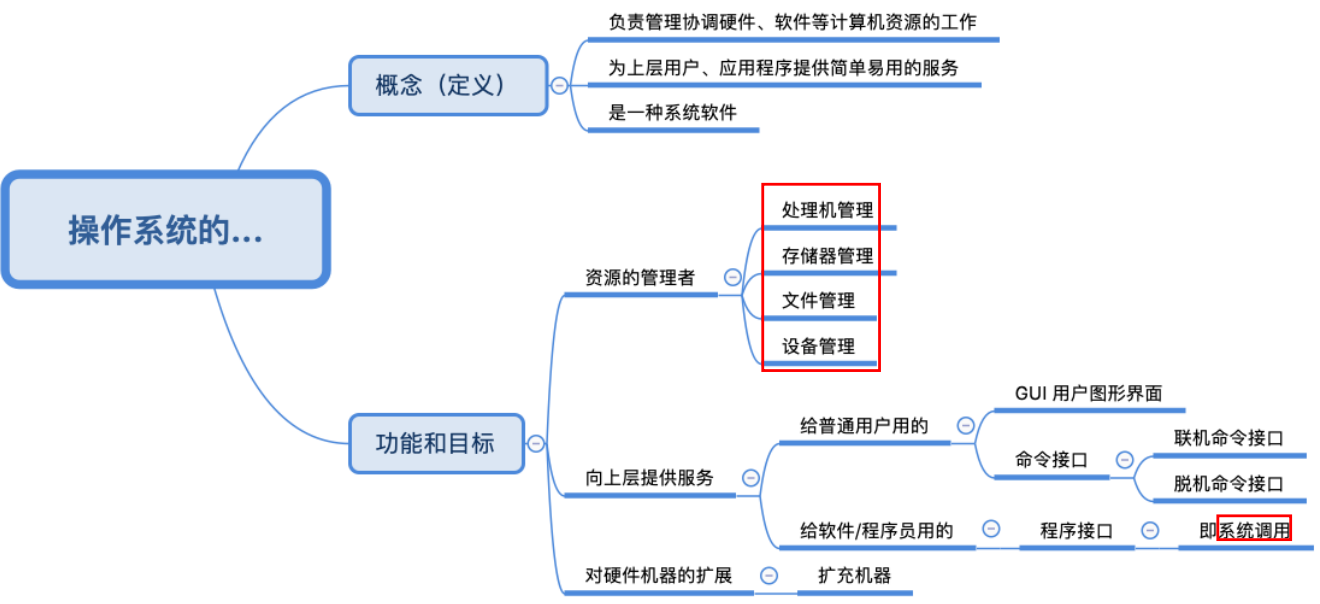 操作系统的...
概念（定义）
负责管理协调硬件、软件等计算机资源的工作
为上层用户、应用程序提供简单易用的服务
是一种系统软件
功能和目标
资源的管理者
处理机管理
存储器管理
文件管理
设备管理
向上层提供服务
给普通用户用的
GUI 用户图形界面
命令接口
联机命令接口
脱机命令接口
给软件/程序员用的
程序接口
即系统调用
对硬件机器的扩展
扩充机器